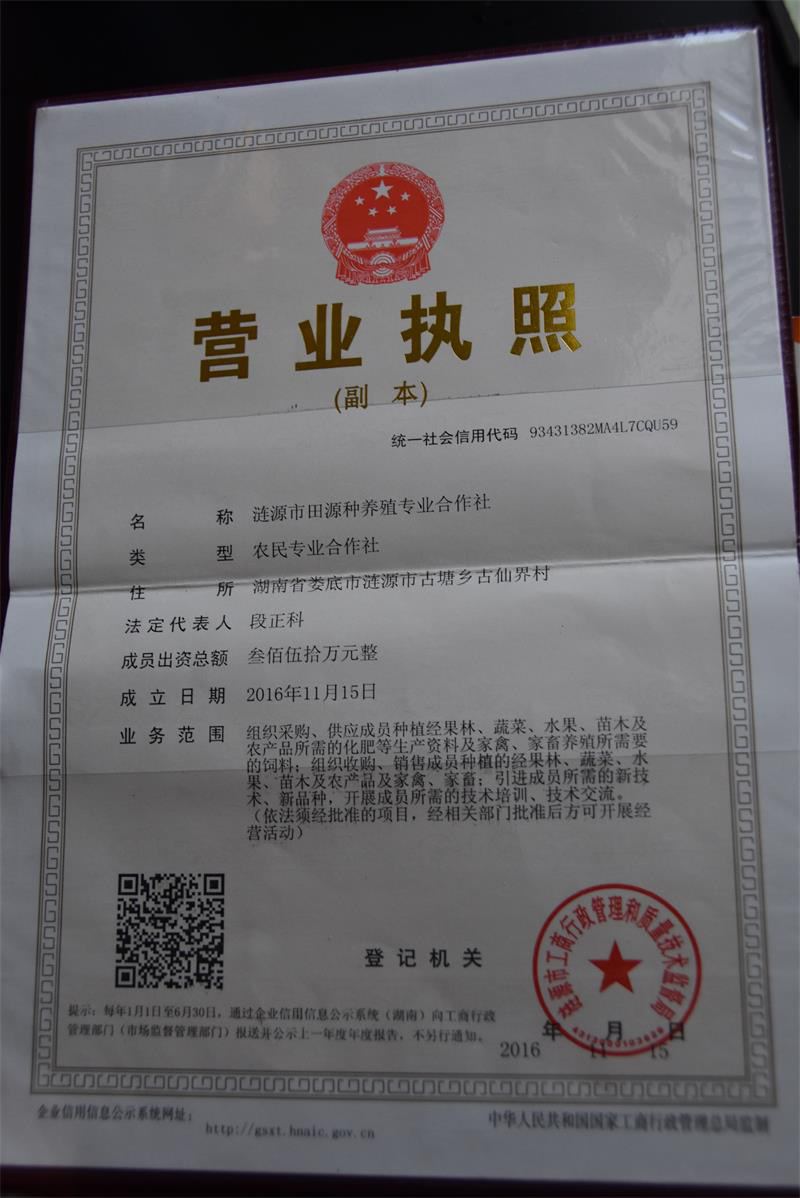 营业执照
(副 本)
统一社会信用代码 93431382MA4L7CQU59
名 称 涟源市田源种养殖专业合作社
类 型 农民专业合作社
住 所 湖南省娄底市涟源市古塘乡古仙界村
法定代表人 段正科
成员出资总额 叁佰伍拾万元整
成立日期 2016年11月15日
业务范围 组织采购、供应成员种植经果林、蔬菜、水果、苗木及
农产品所需的化肥等生产资料及家禽、家畜养殖所需要
的饲料；组织收购、销售成员种植的经果林、蔬菜、水
果、苗木及农产品及家禽、家畜；引进成员所需的新技
术、新品种，开展成员所需的技术培训、技术交流。
（依法须经批准的项目，经相关部门批准后方可开展经
营活动）
登记机关
涟源市工商行政管理和质量技术监督局
年 月 日
2016 11 15
提示：每年1月1日至6月30日，通过企业信用信息公示系统（湖南）向工商行政
管理部门（市场监督管理部门）报送并公示上一年度年度报告，不另行通知。
企业信用信息公示系统网址：
http://gsxt.hnaic.gov.cn
中华人民共和国国家工商行政管理总局监制